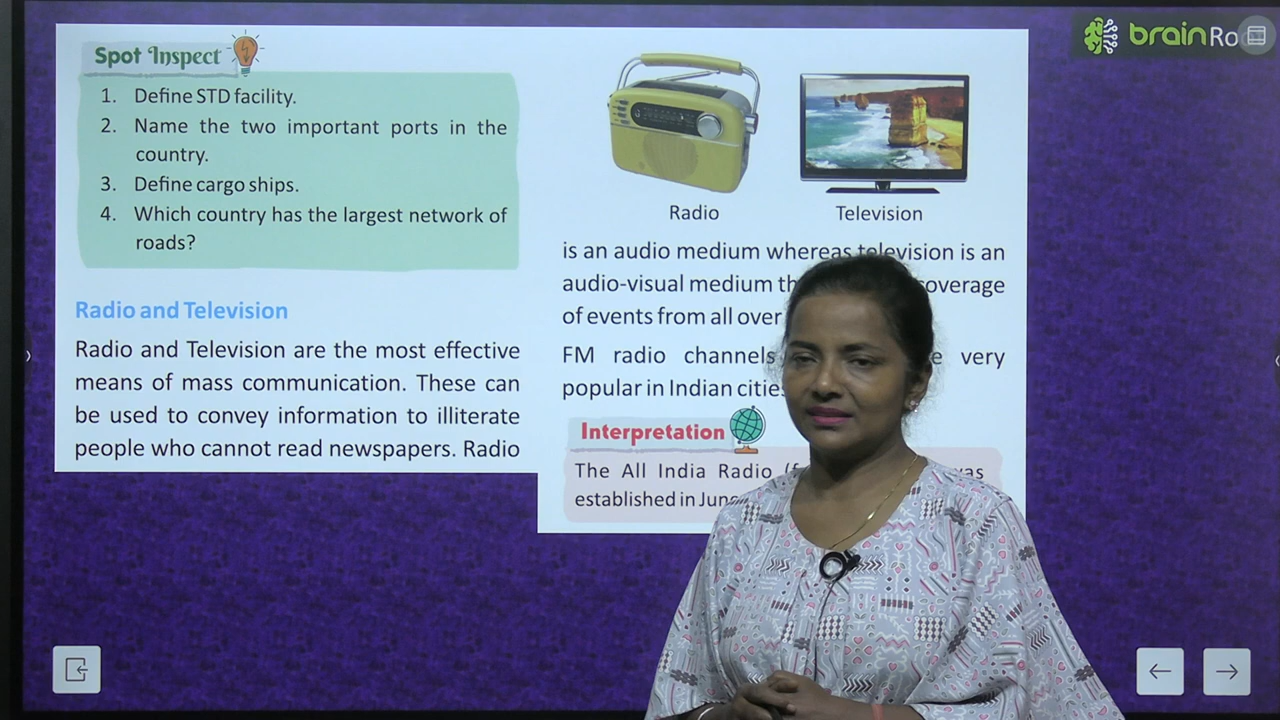 brainRo
Spot Inspect
1. Define STD facility.
2. Name the two important ports in the
country.
3. Define cargo ships.
4. Which country has the largest network of
roads?
Radio and Television
Radio and Television are the most effective
means of mass communication. These can
be used to convey information to illiterate
people who cannot read newspapers. Radio
Radio
Television
is an audio medium whereas television is an
audio-visual medium coverage
of events from all over
FM radio channels very
popular in Indian cities
Interpretation
The All India Radio was
established in June